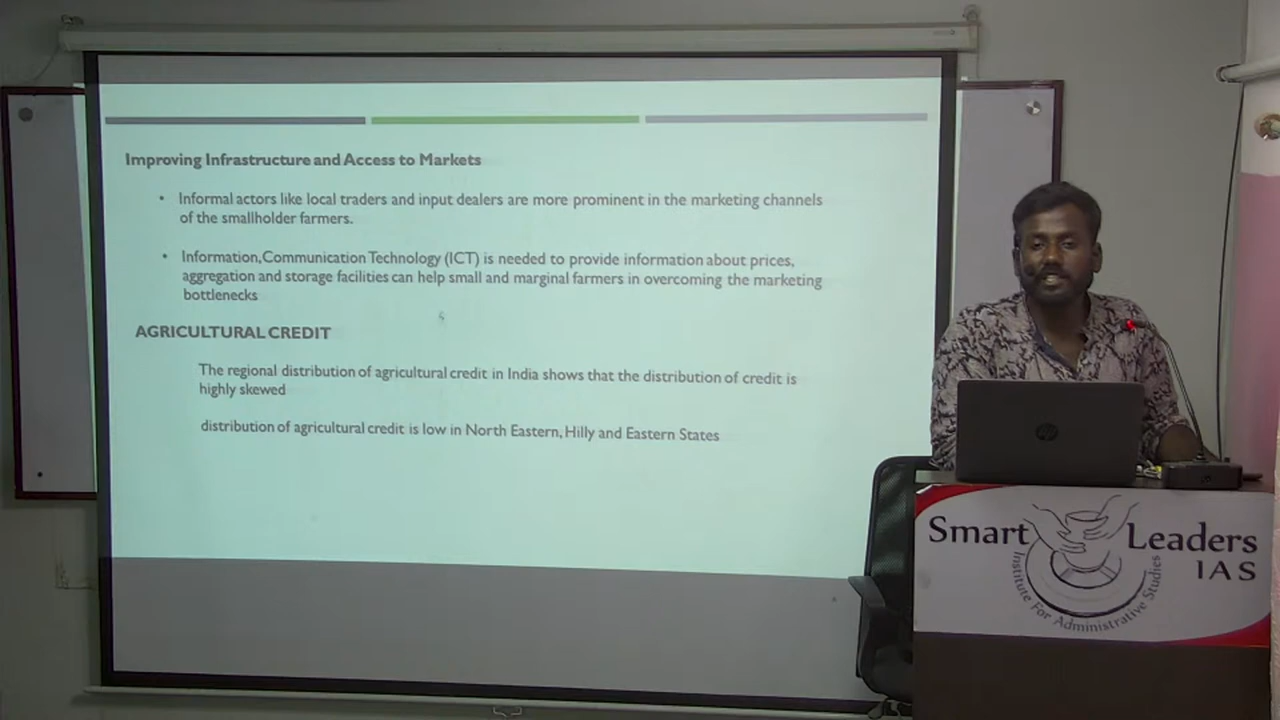 Improving Infrastructure and Access to Markets
• Informal actors like local traders and input dealers are more prominent in the marketing channels
of the smallholder farmers.
• Information,Communication Technology (ICT) is needed to provide information about prices,
aggregation and storage facilities can help small and marginal farmers in overcoming the marketing
bottlenecks
AGRICULTURAL CREDIT
The regional distribution of agricultural credit in India shows that the distribution of credit is
highly skewed
distribution of agricultural credit is low in North Eastern, Hilly and Eastern States
hp
Smart Leaders
IAS
Institute For Administrative Studies